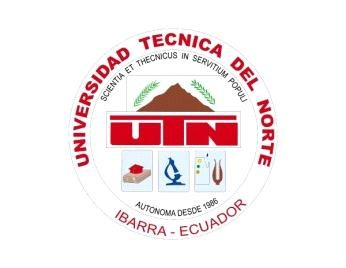 UNIVERSIDAD TECNICA DEL NORTE
SCIENTIA ET THECNICUS IN SERVITIUM POPULI
UTN
AUTONOMA DESDE 1986
IBARRA - ECUADOR